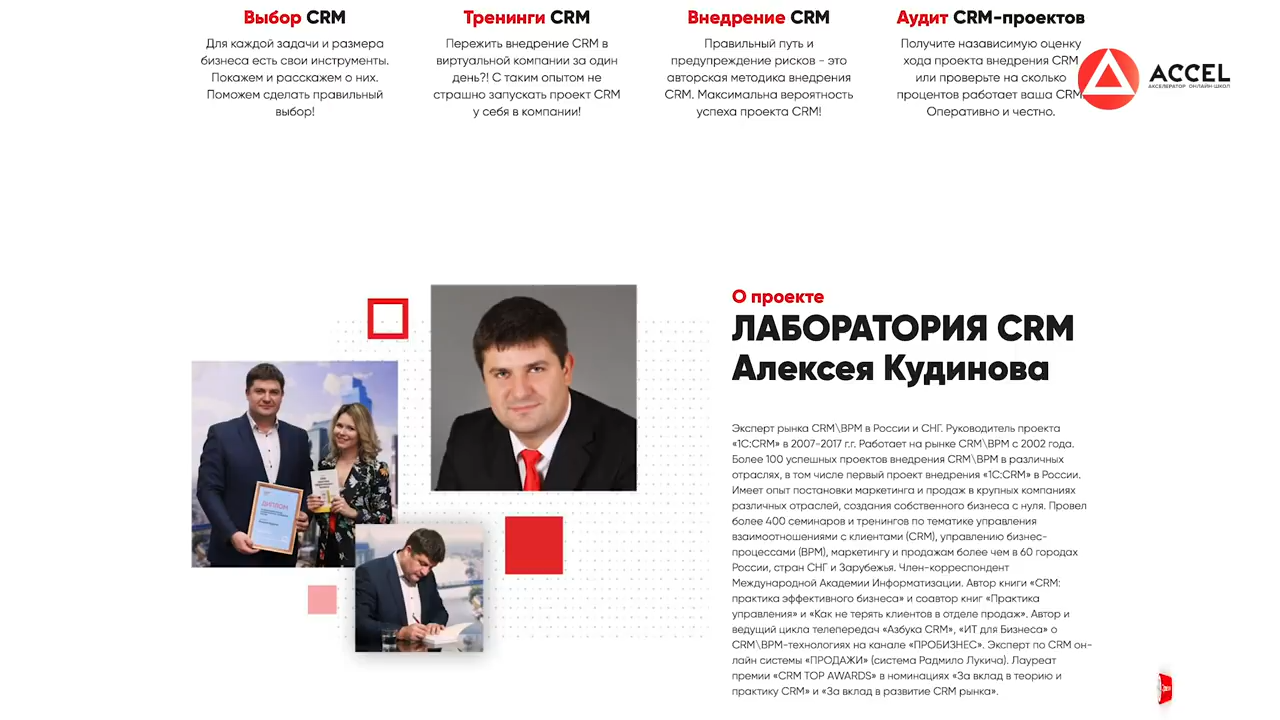 Выбор CRM
Для каждой задачи и размера
бизнеса есть свои инструменты.
Покажем и расскажем о них.
Поможем сделать правильный
выбор!
Тренинги CRM
Пережить внедрение CRM в
виртуальной компании за один
день?! С таким опытом не
страшно запускать проект CRM
у себя в компании!
Внедрение CRM
Правильный путь и
предупреждение рисков - это
авторская методика внедрения
CRM. Максимальна вероятность
успеха проекта CRM!
Аудит CRM-проектов
Получите назависимую оценку
хода проекта внедрения CRM
или проверьте на сколько
процентов работает ваша CRM.
Оперативно и честно.
ACCEL
АКСЕЛЕРАТОР ОНЛАЙН-ШКОЛ
О проекте
ЛАБОРАТОРИЯ CRM
Алексея Кудинова
Эксперт рынка CRM\BPM в России и СНГ. Руководитель проекта
«1С:CRM» в 2007-2017 г.г. Работает на рынке CRM\BPM с 2002 года.
Более 100 успешных проектов внедрения CRM\BPM в различных
отраслях, в том числе первый проект внедрения «1С:CRM» в России.
Имеет опыт постановки маркетинга и продаж в крупных компаниях
различных отраслей, создания собственного бизнеса с нуля. Провел
более 400 семинаров и тренингов по тематике управления
взаимоотношениями с клиентами (CRM), управлению бизнес-
процессами (BPM), маркетингу и продажам более чем в 60 городах
России, стран СНГ и Зарубежья. Член-корреспондент
Международной Академии Информатизации. Автор книги «CRM:
практика эффективного бизнеса» и соавтор книг «Практика
управления» и «Как не терять клиентов в отделе продаж». Автор и
ведущий цикла телепередач «Азбука CRM», «ИТ для Бизнеса» о
CRM\BPM-технологиях на канале «ПРОБИЗНЕС». Эксперт по CRM он-
лайн системы «ПРОДАЖИ» (система Радмило Лукича). Лауреат
премии «CRM TOP AWARDS» в номинациях «За вклад в теорию и
практику CRM» и «За вклад в развитие CRM рынка».
ДИПЛОМ